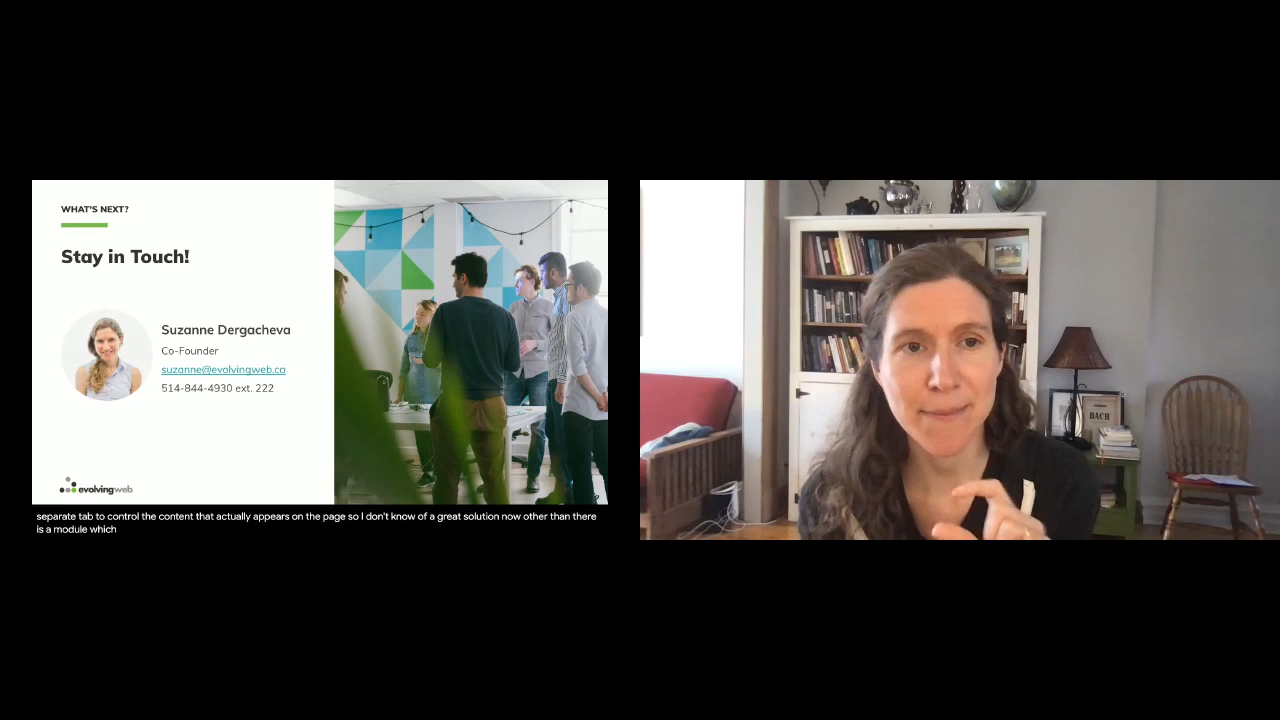 WHAT'S NEXT?
Stay in Touch!
Suzanne Dergacheva
Co-Founder
suzanne@evolvingweb.ca
514-844-4930 ext. 222
evolvingweb
separate tab to control the content that actually appears on the page so I don't know of a great solution now other than there
is a module which
BACH